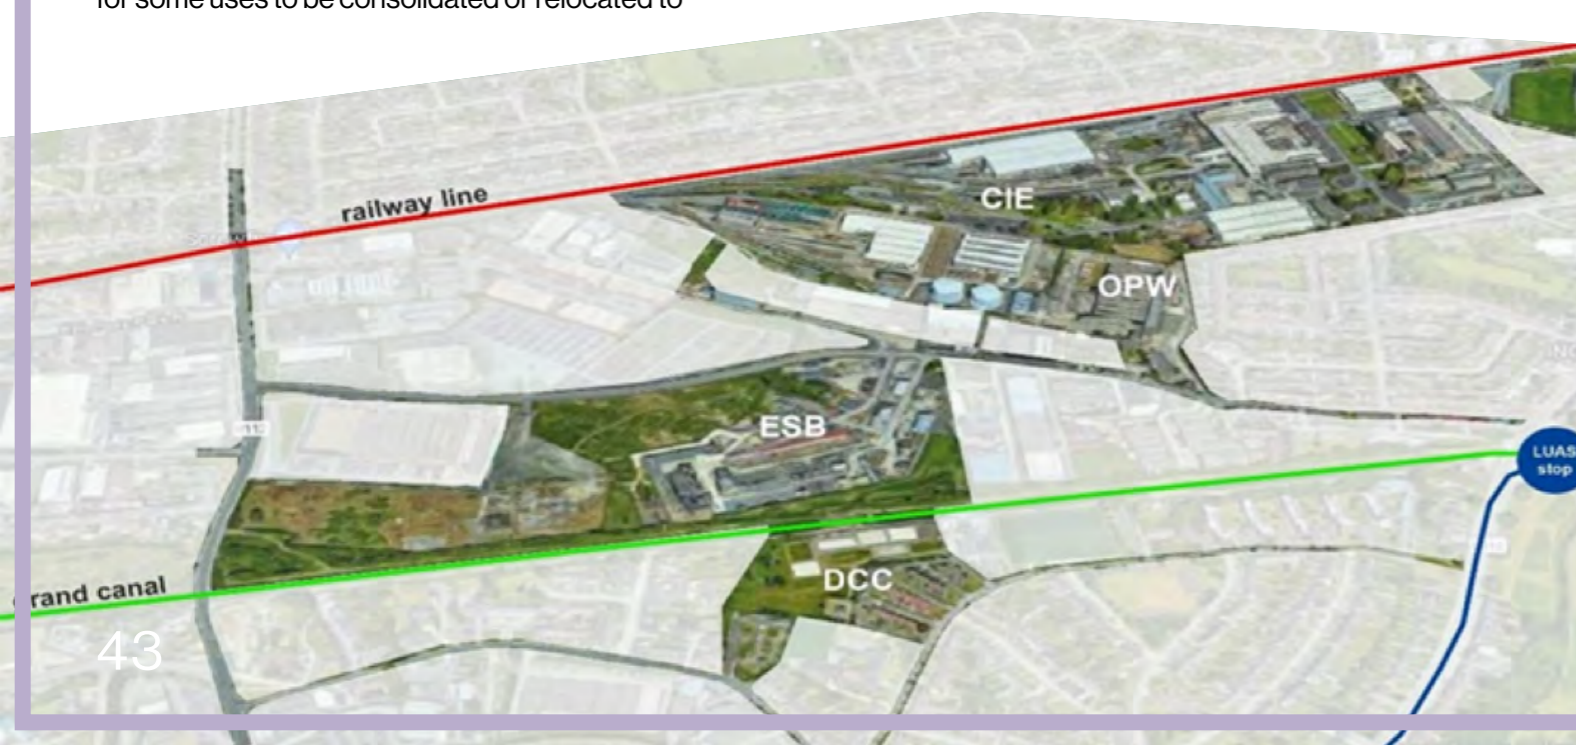 for some uses to be consolidated or relocated to
railway line
CIE
OPW
ESB
LUAS
stop
DCC
rand canal
43